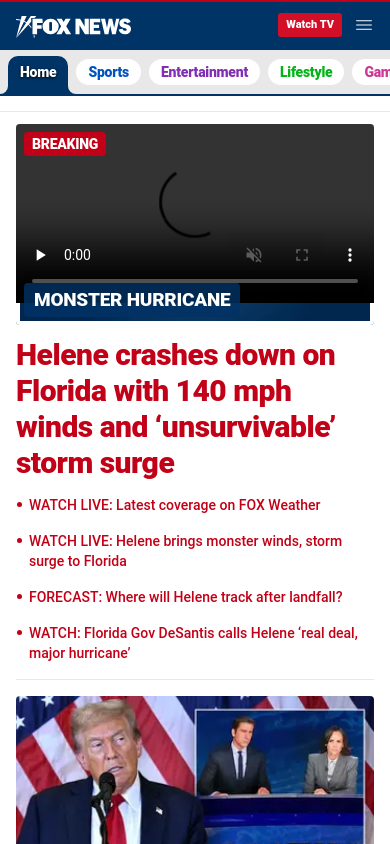 FOX NEWS
Watch TV
Home
Sports
Entertainment
Lifestyle
Gam
BREAKING
0:00
MONSTER HURRICANE
Helene crashes down on
Florida with 140 mph
winds and ‘unsurvivable’
storm surge
WATCH LIVE: Latest coverage on FOX Weather
WATCH LIVE: Helene brings monster winds, storm
surge to Florida
FORECAST: Where will Helene track after landfall?
WATCH: Florida Gov DeSantis calls Helene ‘real deal,
major hurricane’